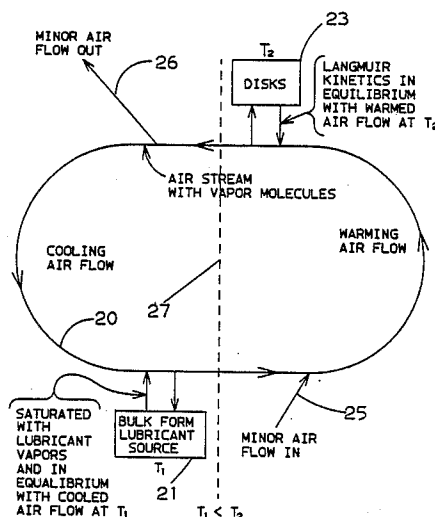 MINOR AIR
FLOW OUT
26
T₂
DISKS
23
LANGMUIR
KINETICS IN
EQUILIBRIUM
WITH WARMED
AIR FLOW AT T₂
AIR STREAM
WITH VAPOR MOLECULES
COOLING
AIR FLOW
27
WARMING
AIR FLOW
20
SATURATED
WITH
LUBRICANT
VAPORS
AND IN
EQUALIBRIUM
WITH COOLED
AIR FLOW AT T₁
BULK FORM
LUBRICANT
SOURCE
T₁
21
T₁ < T₂
MINOR AIR
FLOW IN
25